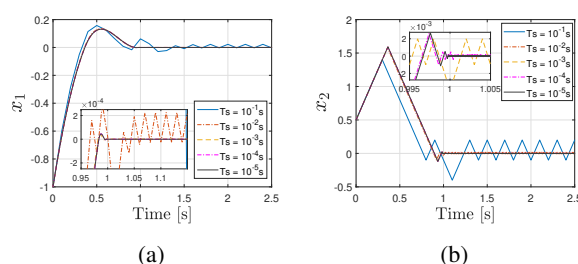 0.2
0
-0.2
-0.4
-0.6
-0.8
-1
0 0.5 1 1.5 2 2.5
x₁
Time [s]
Ts = 10⁻¹s
Ts = 10⁻²s
Ts = 10⁻³s
Ts = 10⁻⁴s
Ts = 10⁻⁵s
×10⁻⁴
2
0
-2
0.95 1 1.05 1.1
(a)
2
1.5
1
0.5
0
-0.5
0 0.5 1 1.5 2 2.5
x₂
Time [s]
Ts = 10⁻¹s
Ts = 10⁻²s
Ts = 10⁻³s
Ts = 10⁻⁴s
Ts = 10⁻⁵s
×10⁻³
2
0
-2
0.995 1 1.005
(b)